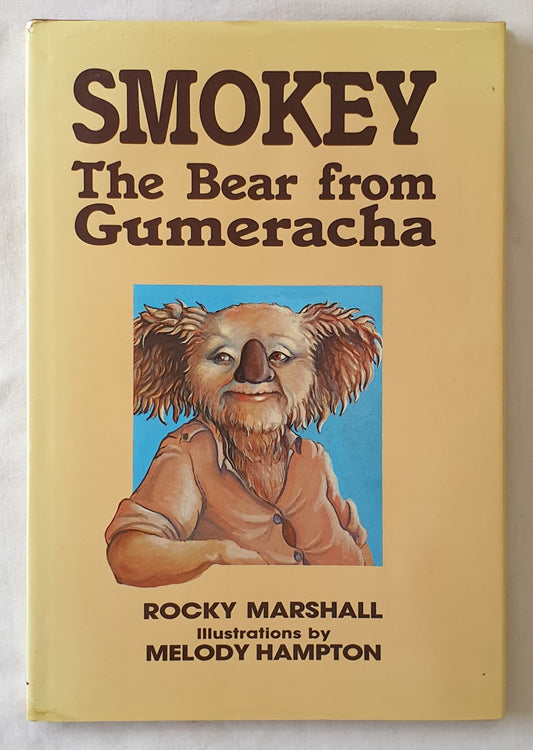 SMOKEY
The Bear from
Gumeracha
ROCKY MARSHALL
Illustrations by
MELODY HAMPTON